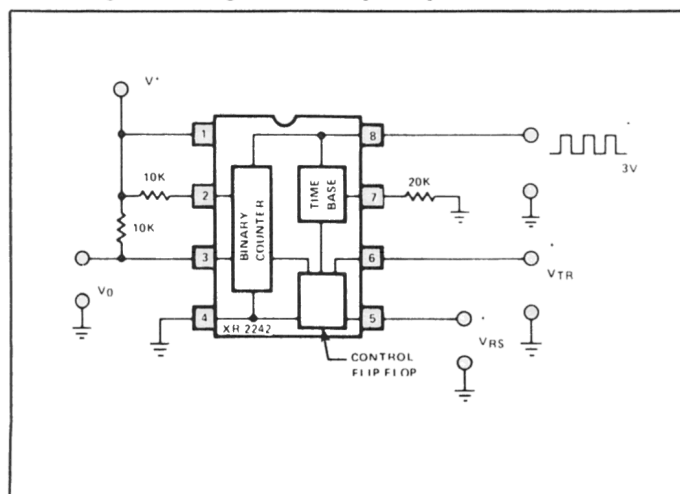 V+
1
8
3V
10K
2
BINARY COUNTER
TIME BASE
7
20K
10K
3
6
VO
VTR
4
XR 2242
5
VRS
CONTROL
FLIP FLOP